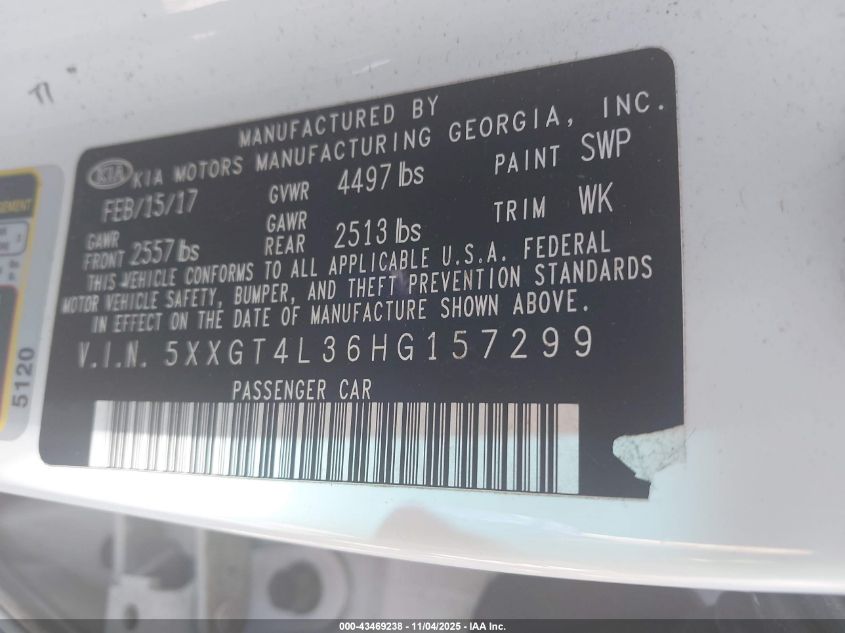 MANUFACTURED BY
KIA KIA MOTORS MANUFACTURING GEORGIA, INC.
FEB/15/17 GVWR 4497 lbs PAINT SWP
GAWR FRONT 2557 lbs GAWR REAR 2513 lbs TRIM WK
THIS VEHICLE CONFORMS TO ALL APPLICABLE U.S.A. FEDERAL
MOTOR VEHICLE SAFETY, BUMPER, AND THEFT PREVENTION STANDARDS
IN EFFECT ON THE DATE OF MANUFACTURE SHOWN ABOVE.
V.I.N. 5XXGT4L36HG157299
PASSENGER CAR
5120
000-43469238 - 11/04/2025 - IAA Inc.